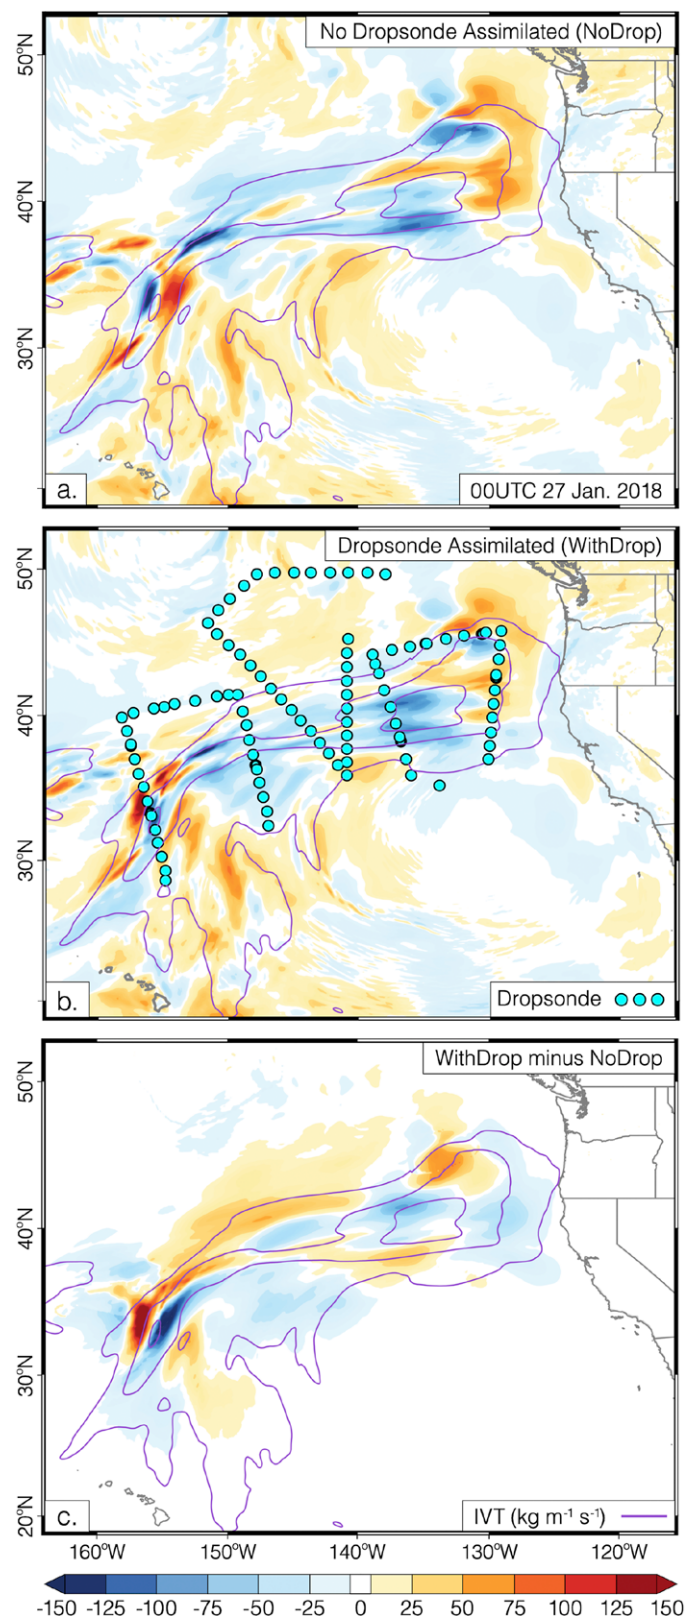 No Dropsonde Assimilated (NoDrop)
50°N
40°N
30°N
a.
00UTC 27 Jan. 2018
Dropsonde Assimilated (WithDrop)
50°N
40°N
30°N
b.
Dropsonde
WithDrop minus NoDrop
50°N
40°N
30°N
20°N
c.
IVT (kg m⁻¹ s⁻¹)
160°W 150°W 140°W 130°W 120°W
-150 -125 -100 -75 -50 -25 0 25 50 75 100 125 150